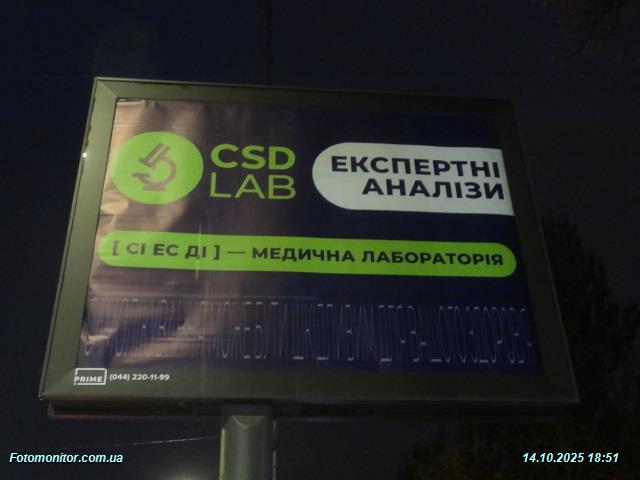 CSD
LAB
ЕКСПЕРТНІ
АНАЛІЗИ
[ СІ ЕС ДІ ] — МЕДИЧНА ЛАБОРАТОРІЯ
PRIME (044) 220-11-99
Fotomonitor.com.ua
14.10.2025 18:51